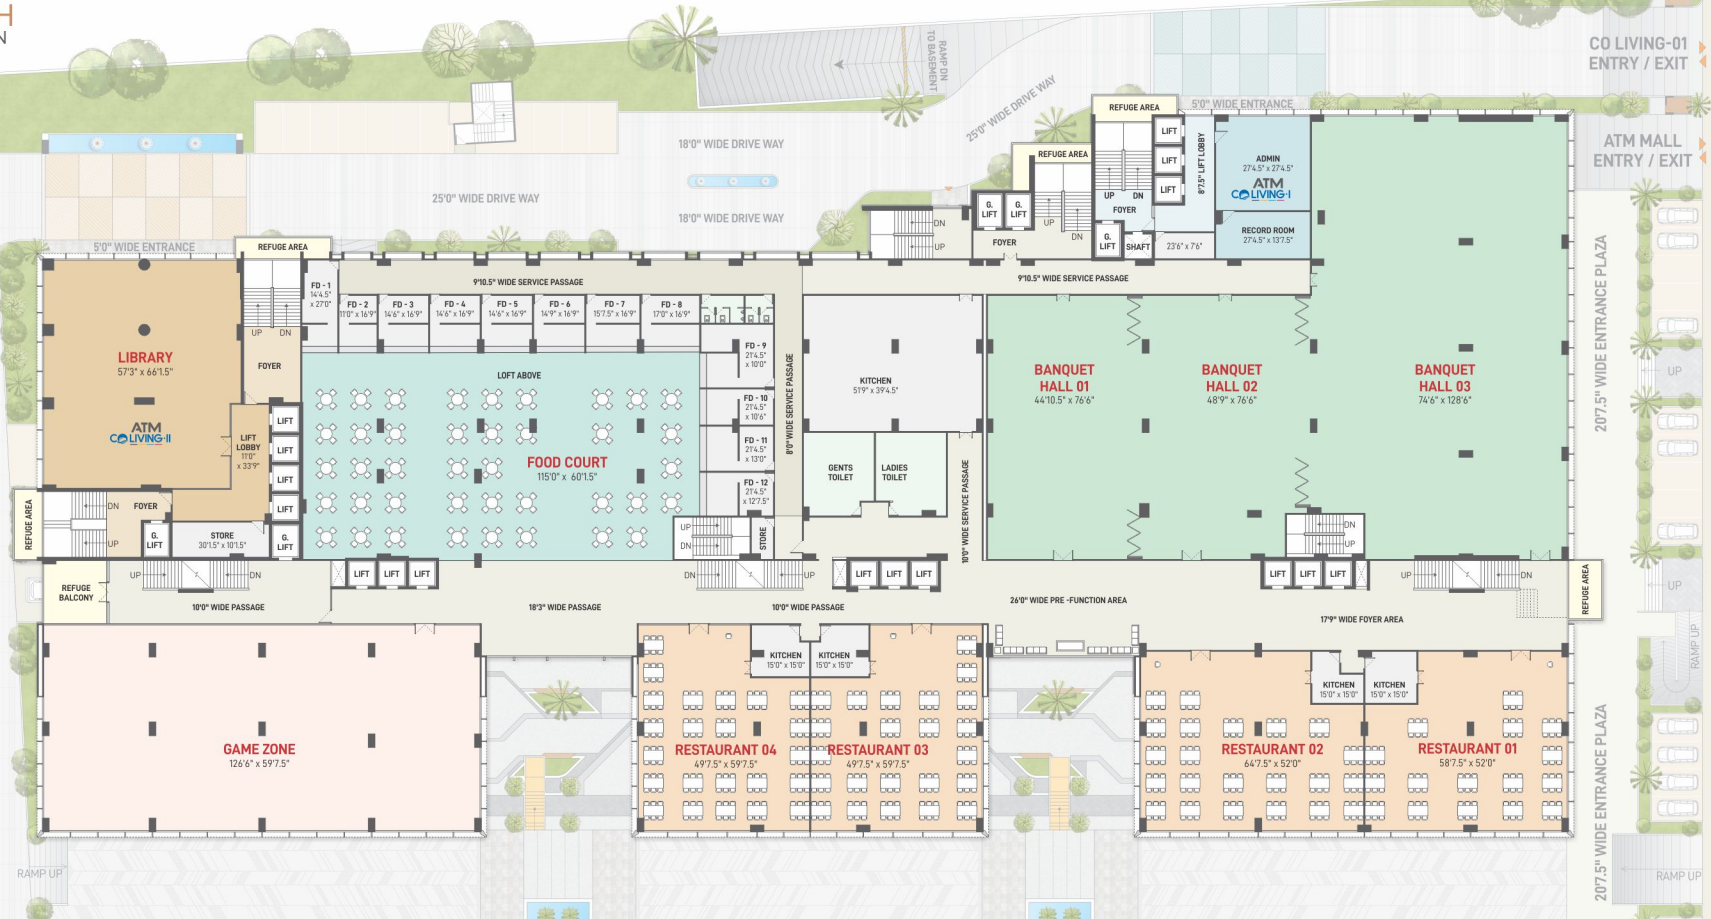 H
N
CO LIVING-01
ENTRY / EXIT
RAMP DN
TO BASEMENT
25'0" WIDE DRIVE WAY
REFUGE AREA
5'0" WIDE ENTRANCE
18'0" WIDE DRIVE WAY
ATM MALL
ENTRY / EXIT
REFUGE AREA
LIFT
LIFT
LIFT
8'7.5" LIFT LOBBY
ADMIN
27'4.5" x 27'4.5"
ATM
CO LIVING-I
25'0" WIDE DRIVE WAY
18'0" WIDE DRIVE WAY
G.
LIFT
G.
LIFT
UP
DN
UP
DN
FOYER
DN
UP
FOYER
G.
LIFT
SHAFT
23'6" x 7'6"
RECORD ROOM
27'4.5" x 13'7.5"
5'0" WIDE ENTRANCE
REFUGE AREA
9'10.5" WIDE SERVICE PASSAGE
9'10.5" WIDE SERVICE PASSAGE
20'7.5" WIDE ENTRANCE PLAZA
FD - 1
14'4.5"
x 27'0"
FD - 2
11'0" x 16'9"
FD - 3
14'6" x 16'9"
FD - 4
14'6" x 16'9"
FD - 5
14'6" x 16'9"
FD - 6
14'9" x 16'9"
FD - 7
15'7.5" x 16'9"
FD - 8
17'0" x 16'9"
UP
DN
FOYER
LIBRARY
57'3" x 66'1.5"
ATM
CO LIVING-II
LOFT ABOVE
FD - 9
21'4.5"
x 10'0"
FD - 10
21'4.5"
x 10'6"
FD - 11
21'4.5"
x 13'0"
FD - 12
21'4.5"
x 12'7.5"
8'0" WIDE SERVICE PASSAGE
KITCHEN
51'9" x 39'4.5"
BANQUET
HALL 01
44'10.5" x 76'6"
BANQUET
HALL 02
48'9" x 76'6"
BANQUET
HALL 03
74'6" x 128'6"
UP
LIFT
LOBBY
11'0"
x 33'9"
LIFT
LIFT
LIFT
LIFT
FOOD COURT
115'0" x 60'1.5"
GENTS
TOILET
LADIES
TOILET
10'0" WIDE SERVICE PASSAGE
REFUGE AREA
DN
UP
FOYER
G.
LIFT
STORE
30'1.5" x 10'1.5"
G.
LIFT
UP
DN
STORE
DN
UP
REFUGE
BALCONY
UP
DN
LIFT
LIFT
LIFT
DN
UP
LIFT
LIFT
LIFT
LIFT
LIFT
LIFT
UP
DN
REFUGE AREA
UP
10'0" WIDE PASSAGE
18'3" WIDE PASSAGE
10'0" WIDE PASSAGE
26'0" WIDE PRE -FUNCTION AREA
17'9" WIDE FOYER AREA
RAMP UP
KITCHEN
15'0" x 15'0"
KITCHEN
15'0" x 15'0"
KITCHEN
15'0" x 15'0"
KITCHEN
15'0" x 15'0"
GAME ZONE
126'6" x 59'7.5"
RESTAURANT 04
49'7.5" x 59'7.5"
RESTAURANT 03
49'7.5" x 59'7.5"
RESTAURANT 02
64'7.5" x 52'0"
RESTAURANT 01
58'7.5" x 52'0"
20'7.5" WIDE ENTRANCE PLAZA
RAMP UP
RAMP UP